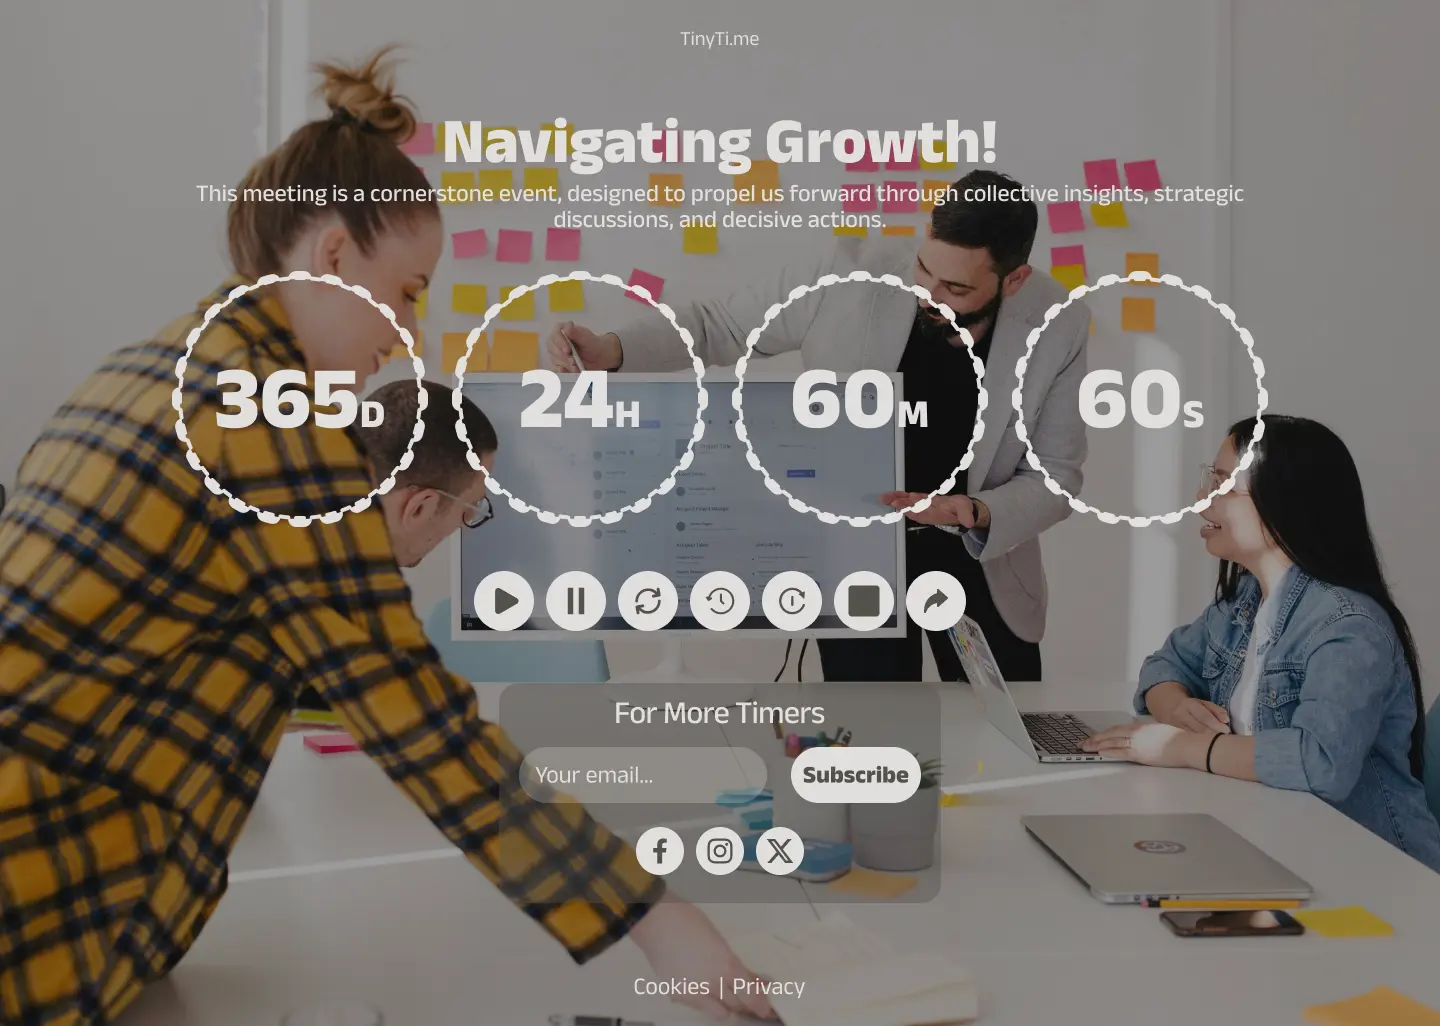 TinyTi.me
Navigating Growth!
This meeting is a cornerstone event, designed to propel us forward through collective insights, strategic
discussions, and decisive actions.
365D
24H
60M
60S
For More Timers
Your email...
Subscribe
Cookies | Privacy